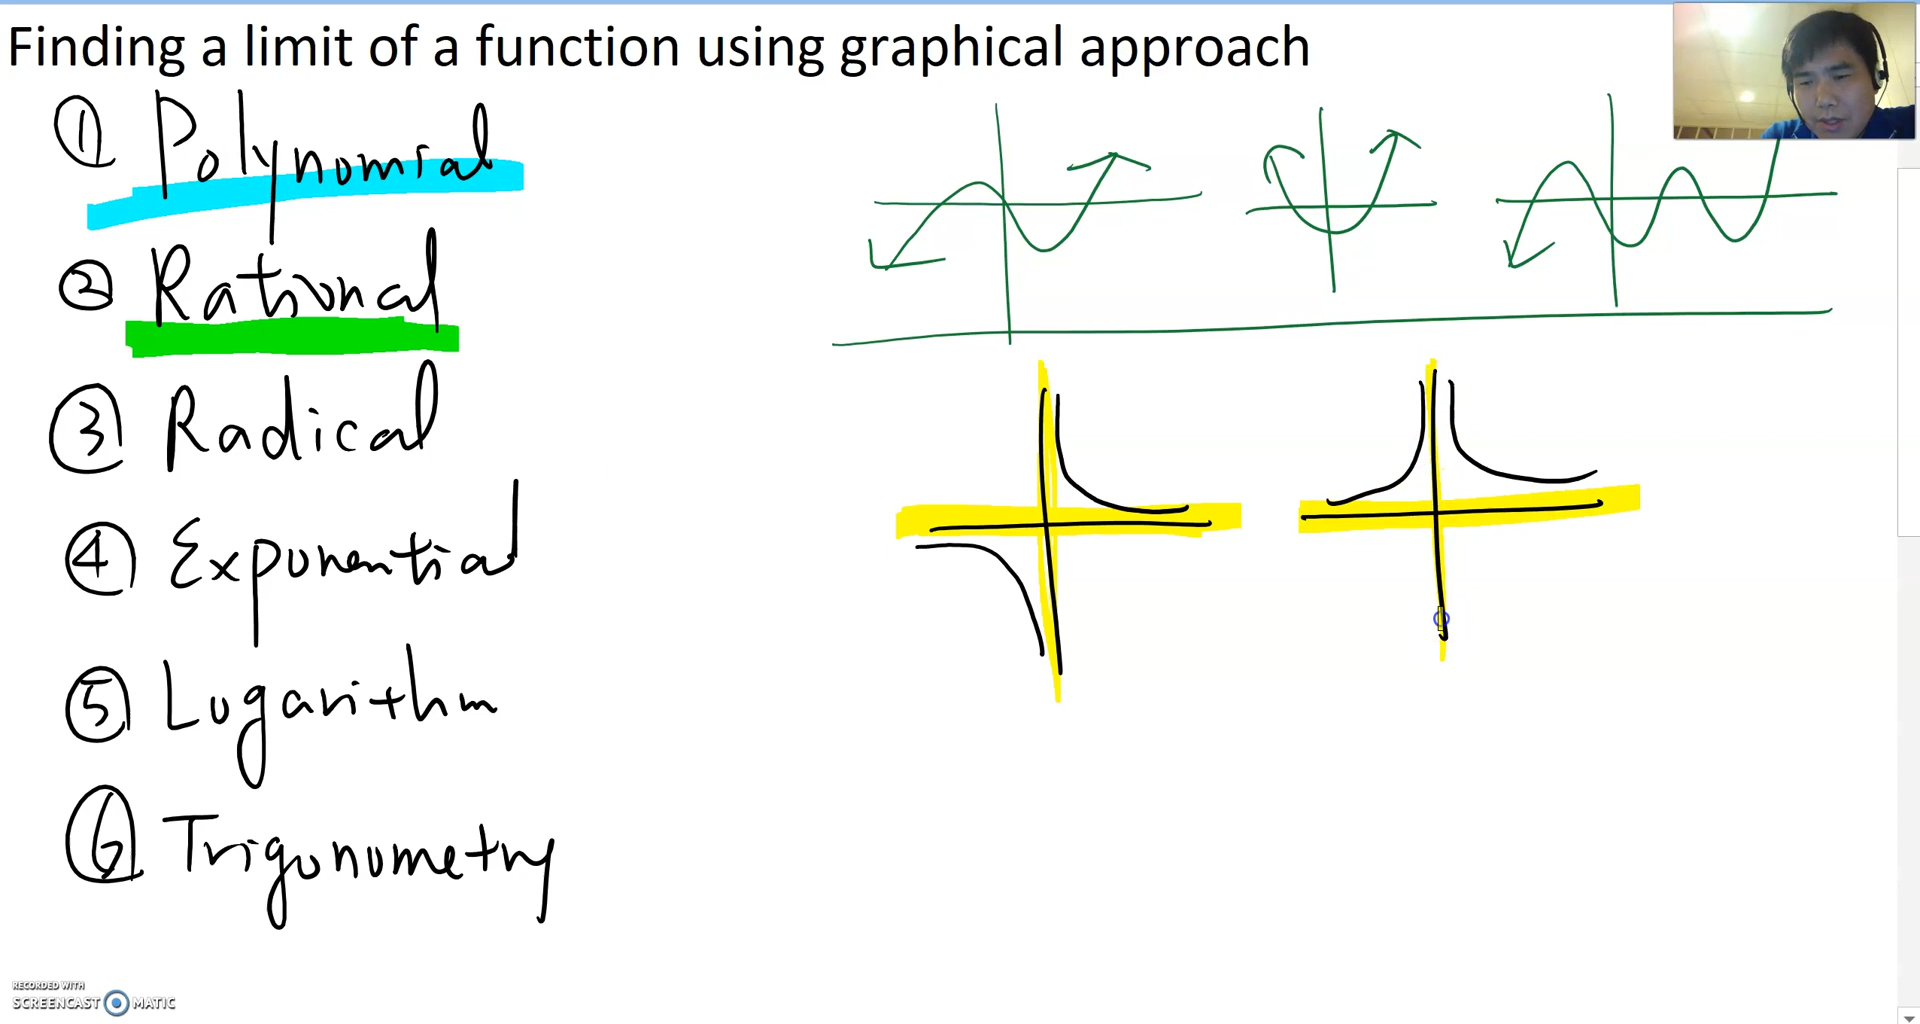 Finding a limit of a function using graphical approach
① Polynomial
② Rational
③ Radical
④ Exponential
⑤ Logarithm
⑥ Trigonometry
RECORDED WITH
SCREENCAST MATIC